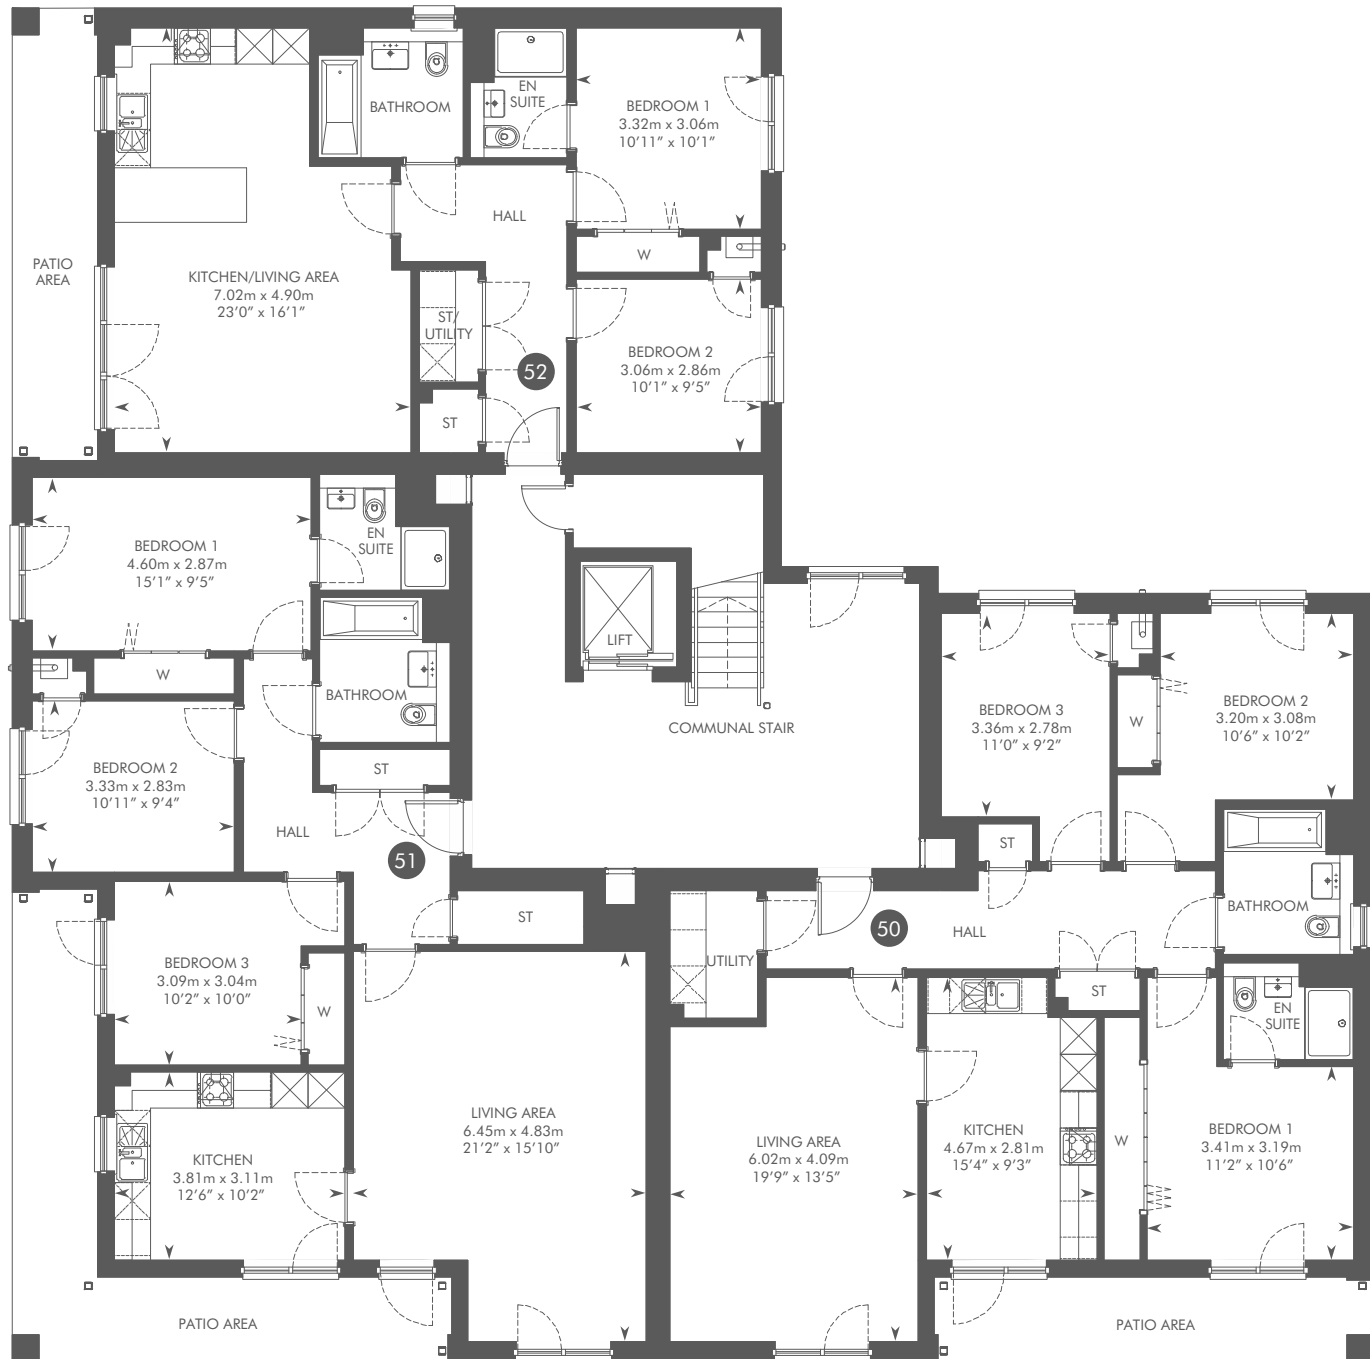 BATHROOM
EN
SUITE
BEDROOM 1
3.32m x 3.06m
10'11" x 10'1"
HALL
PATIO
AREA
KITCHEN/LIVING AREA
7.02m x 4.90m
23'0" x 16'1"
W
ST/
UTILITY
BEDROOM 2
3.06m x 2.86m
10'1" x 9'5"
52
ST
BEDROOM 1
4.60m x 2.87m
15'1" x 9'5"
EN
SUITE
LIFT
W
BATHROOM
COMMUNAL STAIR
BEDROOM 3
3.36m x 2.78m
11'0" x 9'2"
W
BEDROOM 2
3.20m x 3.08m
10'6" x 10'2"
BEDROOM 2
3.33m x 2.83m
10'11" x 9'4"
ST
HALL
51
ST
BATHROOM
ST
50
HALL
UTILITY
BEDROOM 3
3.09m x 3.04m
10'2" x 10'0"
W
ST
EN
SUITE
LIVING AREA
6.45m x 4.83m
21'2" x 15'10"
KITCHEN
3.81m x 3.11m
12'6" x 10'2"
LIVING AREA
6.02m x 4.09m
19'9" x 13'5"
KITCHEN
4.67m x 2.81m
15'4" x 9'3"
W
BEDROOM 1
3.41m x 3.19m
11'2" x 10'6"
PATIO AREA
PATIO AREA